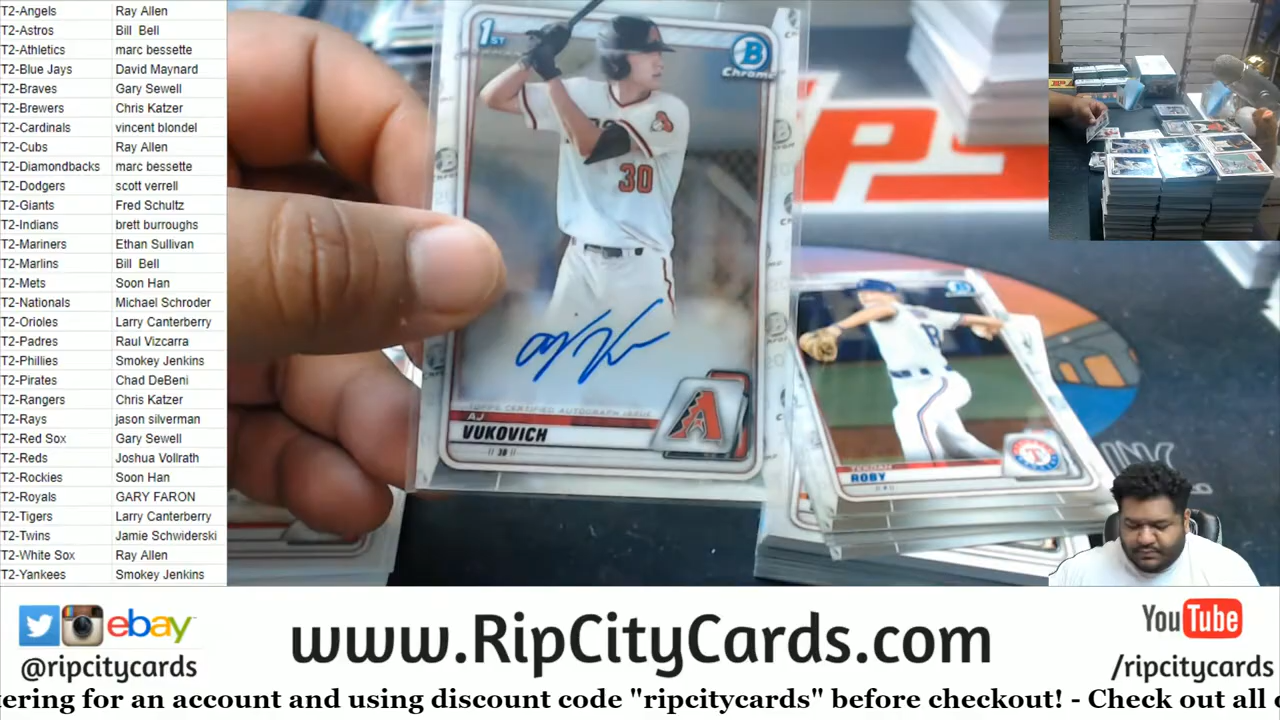 T2-Angels Ray Allen
T2-Astros Bill Bell
T2-Athletics marc bessette
T2-Blue Jays David Maynard
T2-Braves Gary Sewell
T2-Brewers Chris Katzer
T2-Cardinals vincent blondel
T2-Cubs Ray Allen
T2-Diamondbacks marc bessette
T2-Dodgers scott verrell
T2-Giants Fred Schultz
T2-Indians brett burroughs
T2-Mariners Ethan Sullivan
T2-Marlins Bill Bell
T2-Mets Soon Han
T2-Nationals Michael Schroder
T2-Orioles Larry Canterberry
T2-Padres Raul Vizcarra
T2-Phillies Smokey Jenkins
T2-Pirates Chad DeBeni
T2-Rangers Chris Katzer
T2-Rays jason silverman
T2-Red Sox Gary Sewell
T2-Reds Joshua Vollrath
T2-Rockies Soon Han
T2-Royals GARY FARON
T2-Tigers Larry Canterberry
T2-Twins Jamie Schwiderski
T2-White Sox Ray Allen
T2-Yankees Smokey Jenkins
1ST
B
Chrome
30
TOPPS CERTIFIED AUTOGRAPH ISSUE
AJ
VUKOVICH
// 3B //
A
ROBY
T
ebay
@ripcitycards
www.RipCityCards.com
YouTube
/ripcitycards
tering for an account and using discount code "ripcitycards" before checkout! - Check out all